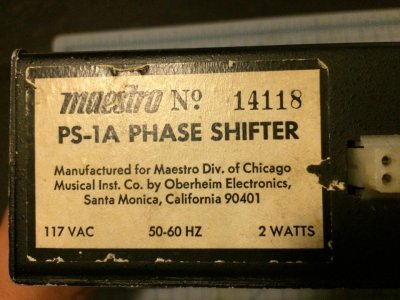 maestro Nº 14118
PS-1A PHASE SHIFTER
Manufactured for Maestro Div. of Chicago
Musical Inst. Co. by Oberheim Electronics,
Santa Monica, California 90401
117 VAC 50-60 HZ 2 WATTS